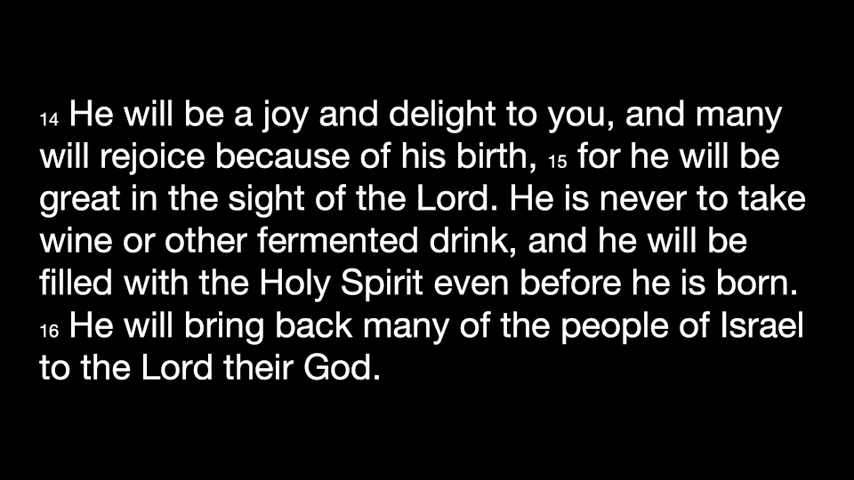 14 He will be a joy and delight to you, and many
will rejoice because of his birth, 15 for he will be
great in the sight of the Lord. He is never to take
wine or other fermented drink, and he will be
filled with the Holy Spirit even before he is born.
16 He will bring back many of the people of Israel
to the Lord their God.